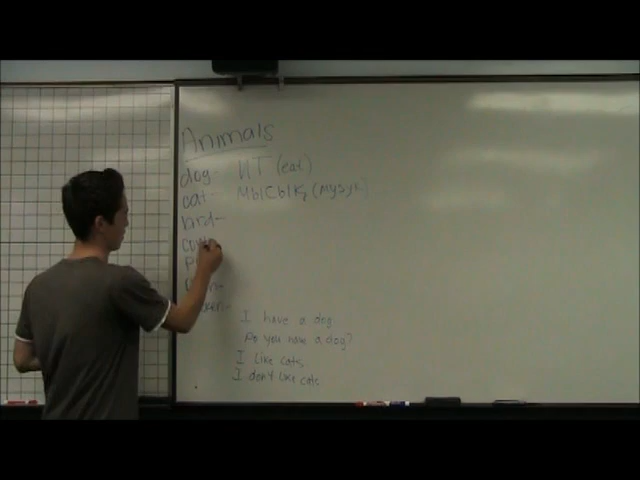 Animals
dog- ИТ (eat)
cat- МЫСЫК (mysyk)
bird-
cow
I have a dog
Do you have a dog?
I like cats
I don't like cats